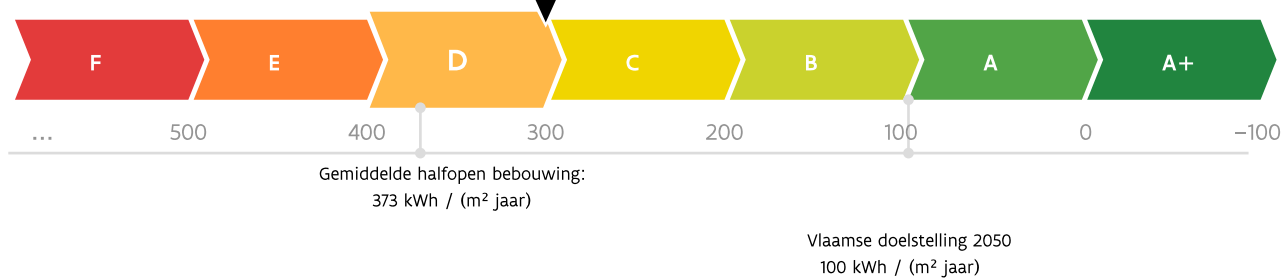 F E D C B A A+
... 500 400 300 200 100 0 −100
Gemiddelde halfopen bebouwing:
373 kWh / (m² jaar)
Vlaamse doelstelling 2050
100 kWh / (m² jaar)